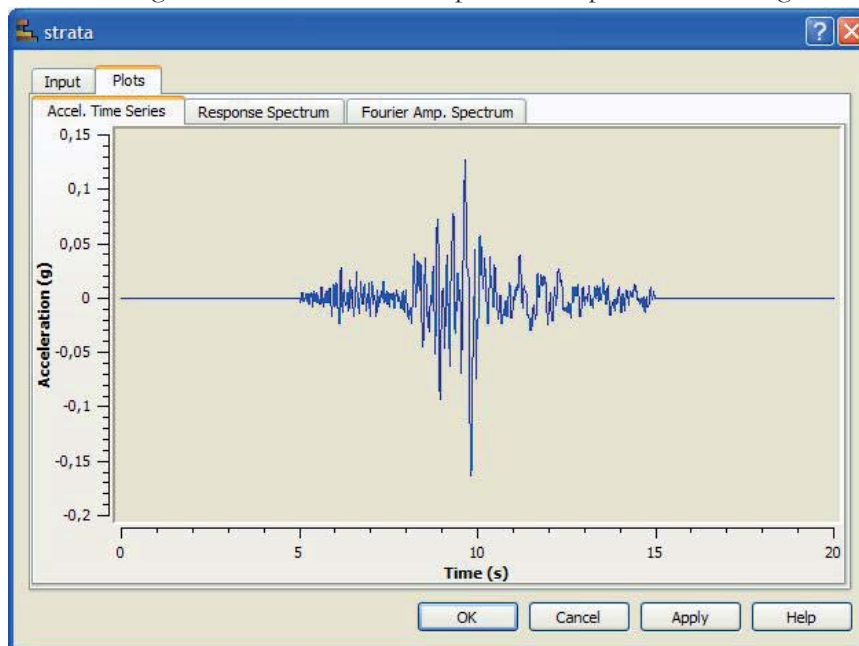 strata
Input Plots
Accel. Time Series Response Spectrum Fourier Amp. Spectrum
0,15
0,1
0,05
0
-0,05
-0,1
-0,15
-0,2
Acceleration (g)
0 5 10 15 20
Time (s)
OK Cancel Apply Help